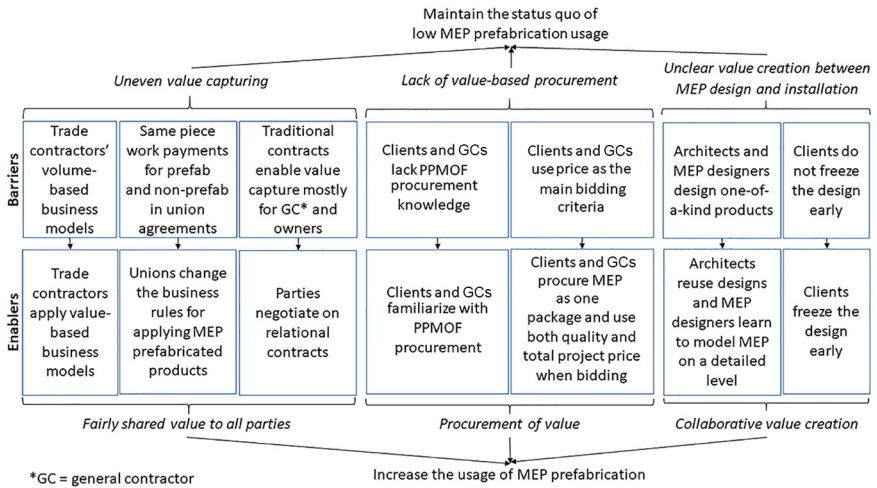 Maintain the status quo of
low MEP prefabrication usage
Uneven value capturing
Lack of value-based procurement
Unclear value creation between
MEP design and installation
Barriers
Trade
contractors’
volume-
based
business
models
Same piece
work payments
for prefab
and non-prefab
in union
agreements
Traditional
contracts
enable value
capture mostly
for GC* and
owners
Clients and GCs
lack PPMOF
procurement
knowledge
Clients and GCs
use price as the
main bidding
criteria
Architects and
MEP designers
design one-of-
a-kind products
Clients do
not freeze
the design
early
Enablers
Trade
contractors
apply value-
based
business
models
Unions change
the business
rules for
applying MEP
prefabricated
products
Parties
negotiate on
relational
contracts
Clients and GCs
familiarize with
PPMOF
procurement
Clients and GCs
procure MEP
as one
package and use
both quality and
total project price
when bidding
Architects
reuse designs
and MEP
designers learn
to model MEP
on a detailed
level
Clients
freeze the
design
early
Fairly shared value to all parties
Procurement of value
Collaborative value creation
Increase the usage of MEP prefabrication
*GC = general contractor